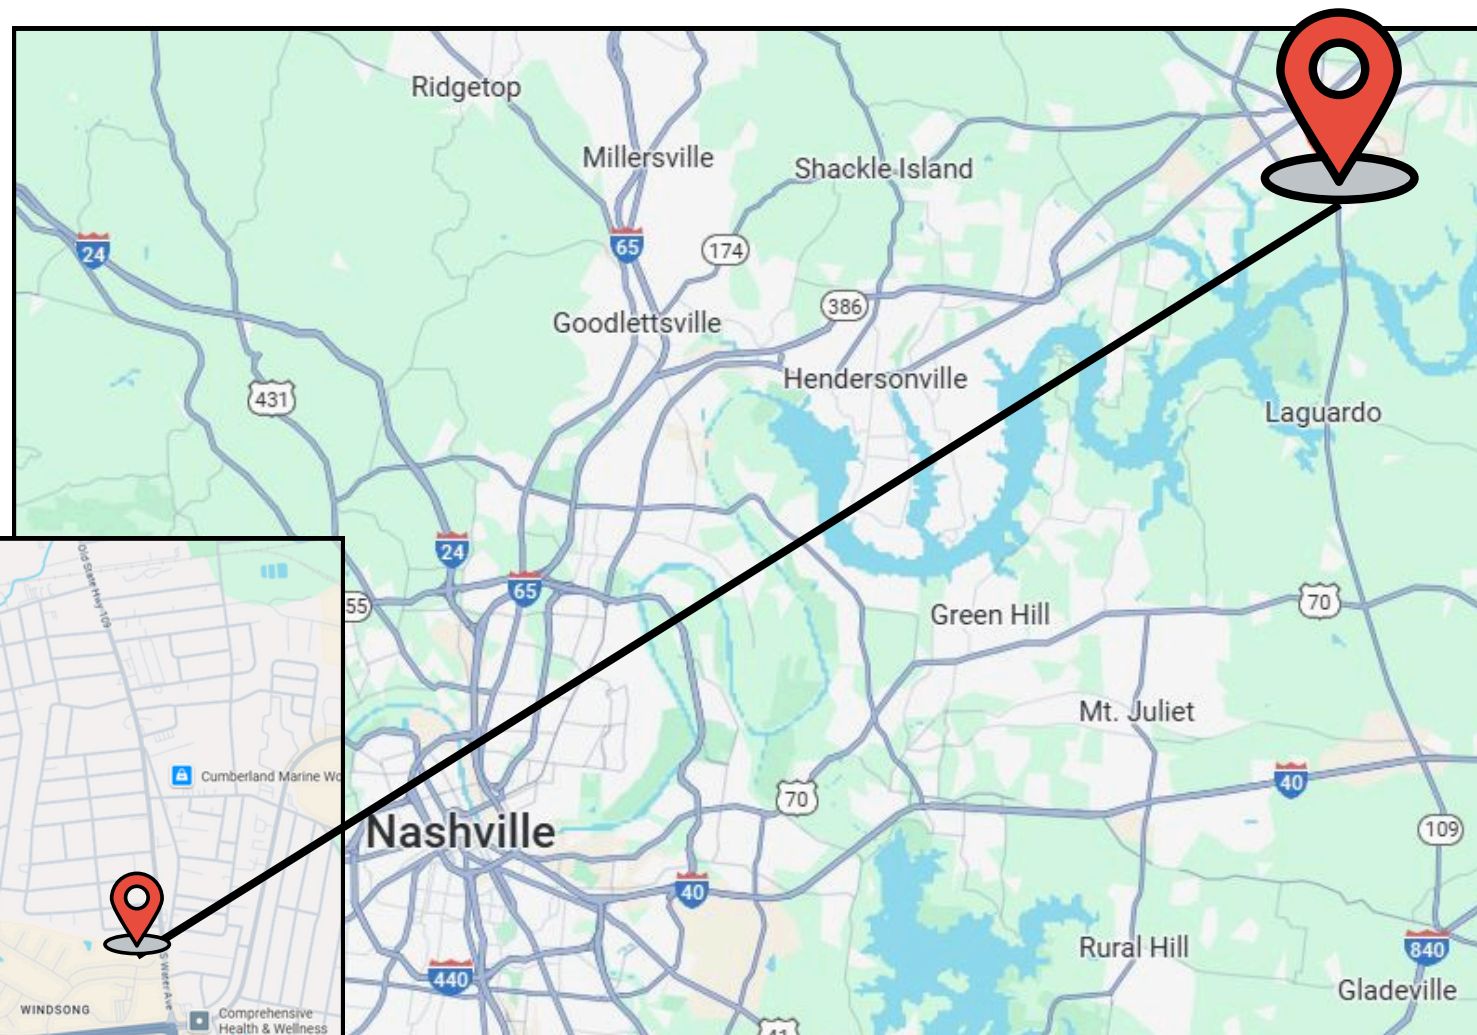 Ridgetop
Millersville
Shackle Island
24
65
174
386
Goodlettsville
Hendersonville
431
Laguardo
24
65
55
70
Green Hill
Mt. Juliet
40
70
Nashville
109
40
Rural Hill
840
440
Gladeville
41
Old State Hwy 109
Cumberland Marine Wo
S Water Ave
WINDSONG
Comprehensive
Health & Wellness